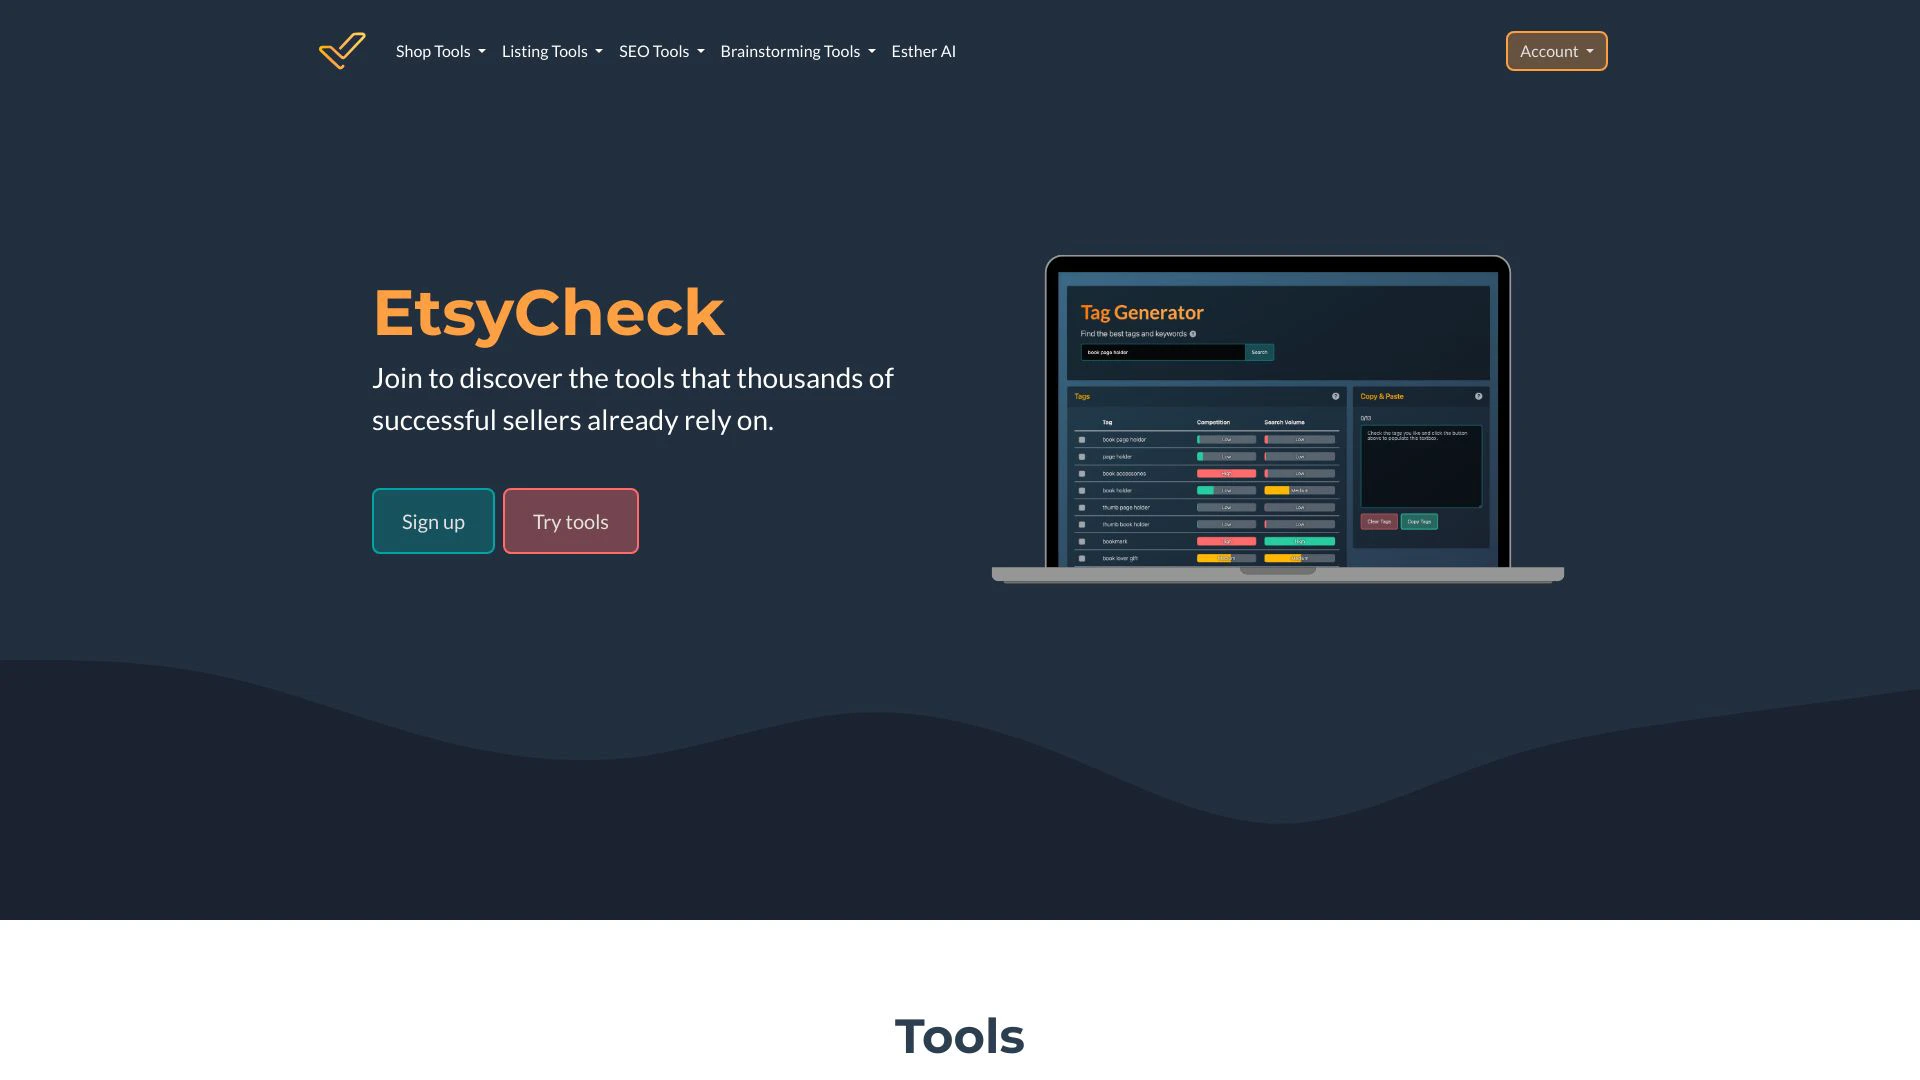 Shop Tools
Listing Tools
SEO Tools
Brainstorming Tools
Esther AI
Account
EtsyCheck
Join to discover the tools that thousands of
successful sellers already rely on.
Sign up
Try tools
Tag Generator
Find the best tags and keywords
book page holder
Search
Tags
Tag Competition Search Volume
book page holder Low Low
page holder Low Low
book accessories High Low
book holder Low Medium
thumb page holder Low Low
thumb book holder Low Low
bookmark High High
book lover gift Medium Medium
Copy & Paste
0/13
Check the tags you like and click the button
above to populate this textbox.
Clear Tags
Copy Tags
Tools